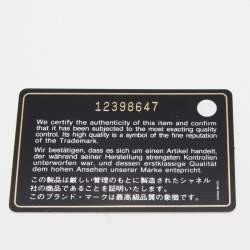 12398647
We certify the authenticity of this item and confirm
that it has been subjected to the most exacting quality
control. Its high quality is a symbol of the fine reputation
of the Trademark.
Wir bestätigen, dass es sich um einen Artikel handelt,
der während seiner Herstellung strengsten Kontrollen
unterworfen war, und dessen erstklassige Qualität
dem hohen Ansehen unserer Marke entspricht.
この製品は厳しい管理のもとに製造されたシャネル
社の商品であることを証明いたします。
このブランド・マークは最高級品質の象徴です。